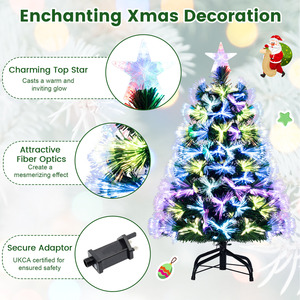 Enchanting Xmas Decoration
Charming Top Star
Casts a warm and
inviting glow
Attractive
Fiber Optics
Create a
mesmerizing effect
Secure Adaptor
UKCA certified for
ensured safety